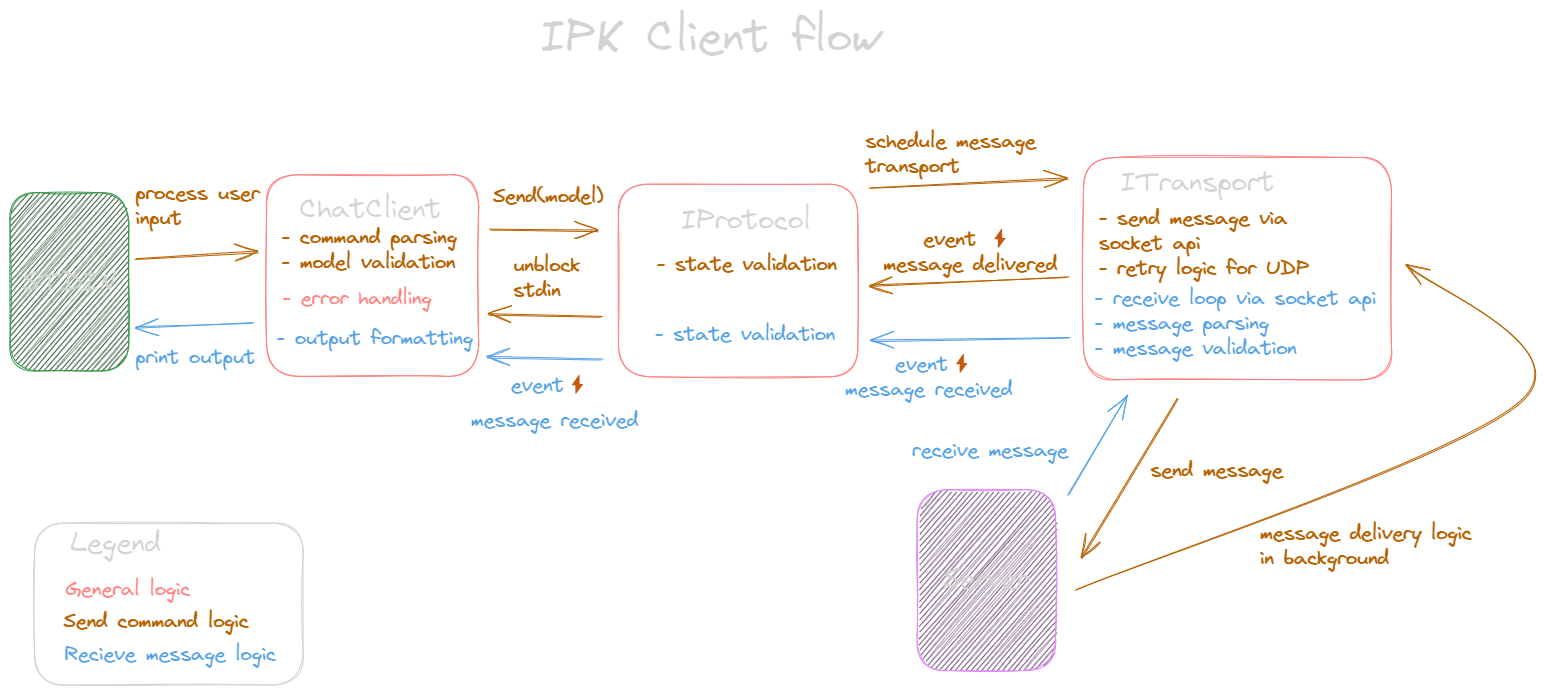 IPK Client flow
process user
input
print output
ChatClient
- command parsing
- model validation
- error handling
- output formatting
Send(model)
unblock
stdin
event
message received
IProtocol
- state validation
- state validation
schedule message
transport
event
message delivered
event
message received
ITransport
- send message via
socket api
- retry logic for UDP
- receive loop via socket api
- message parsing
- message validation
receive message
send message
message delivery logic
in background
Legend
General logic
Send command logic
Recieve message logic